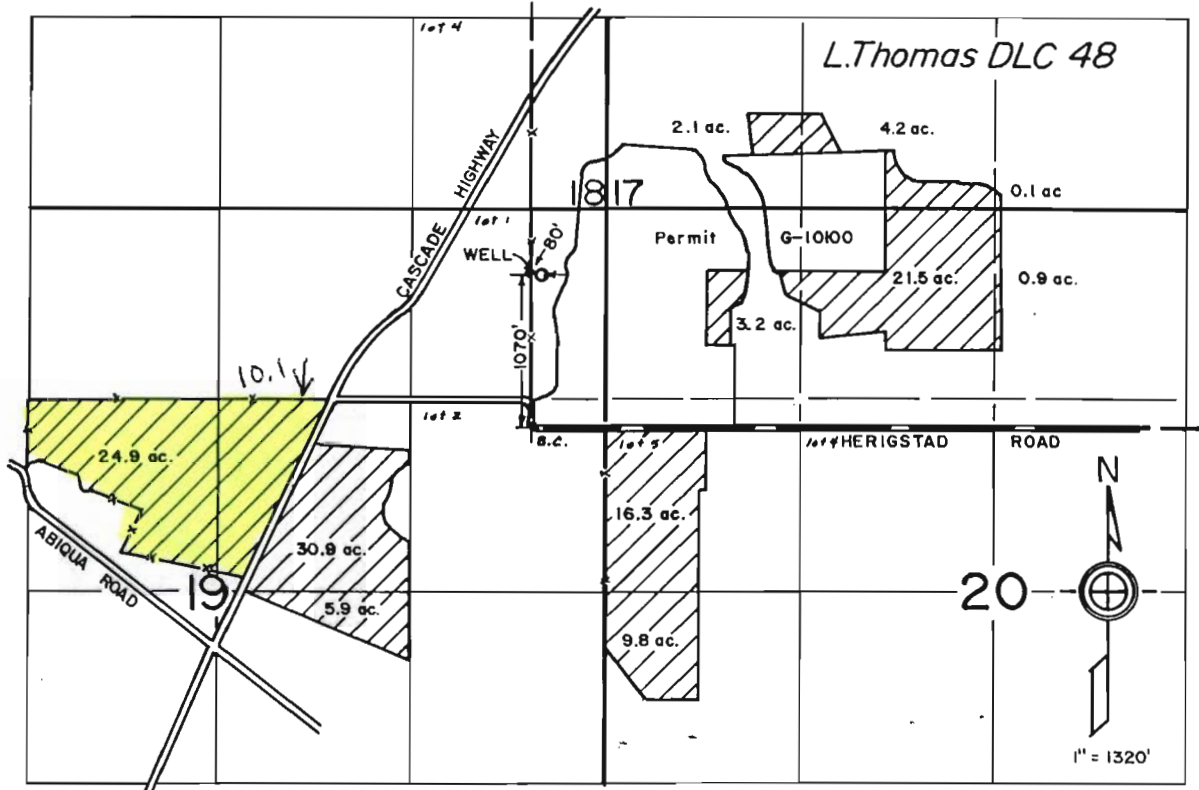 lot 4
L.Thomas DLC 48
2.1 ac.
4.2 ac.
CASCADE HIGHWAY
18 17
0.1 ac
lot 1
80'
WELL
Permit G-10100
21.5 ac.
0.9 ac.
3.2 ac.
1070'
10.1
lot 2
B.C.
lot 5
lot 4 HERIGSTAD ROAD
24.9 ac.
N
16.3 ac.
30.9 ac.
ABIQUA ROAD
19
20
5.9 ac.
9.8 ac.
1" = 1320'